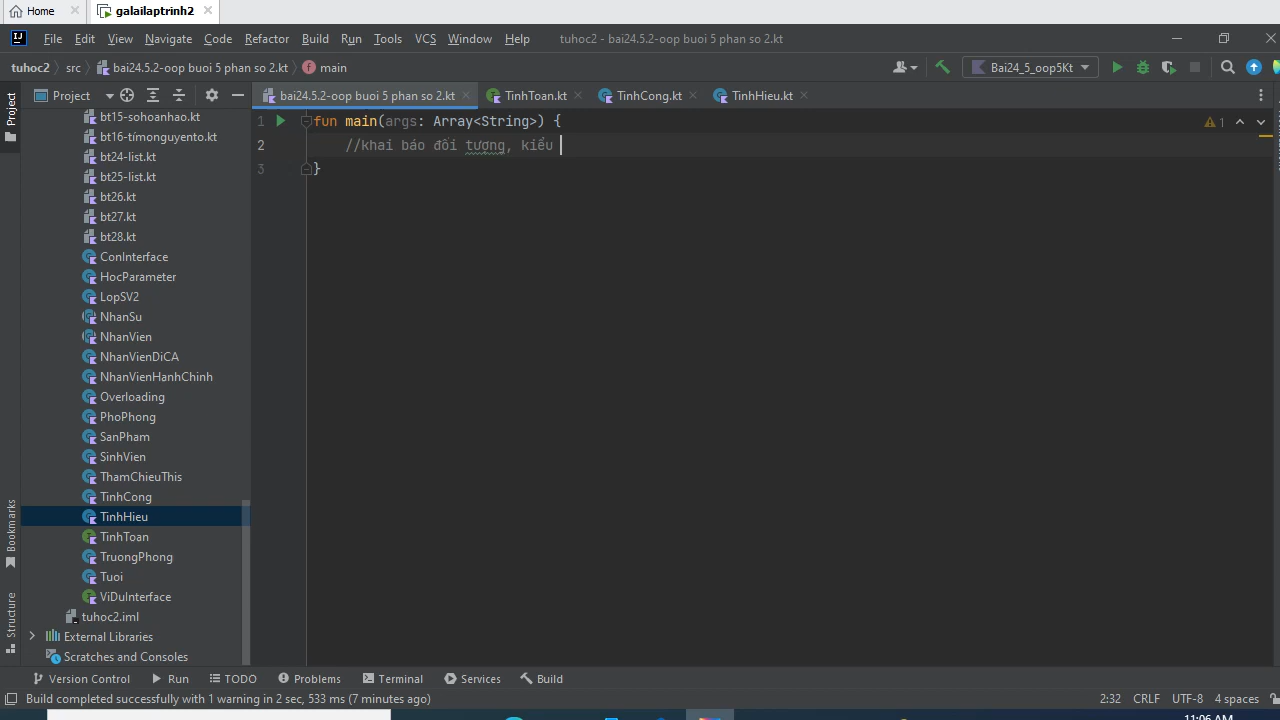 Home
galailaptrinh2
File Edit View Navigate Code Refactor Build Run Tools VCS Window Help tuhoc2 - bai24.5.2-oop buoi 5 phan so 2.kt
tuhoc2 src bai24.5.2-oop buoi 5 phan so 2.kt main Bai24_5_oop5Kt
Project
bai24.5.2-oop buoi 5 phan so 2.kt TinhToan.kt TinhCong.kt TinhHieu.kt
Project
bt15-sohoanhao.kt
bt16-timonguyento.kt
bt24-list.kt
bt25-list.kt
bt26.kt
bt27.kt
bt28.kt
ConInterface
HocParameter
LopSV2
NhanSu
NhanVien
NhanVienDiCA
NhanVienHanhChinh
Overloading
PhoPhong
SanPham
SinhVien
ThamChieuThis
TinhCong
TinhHieu
TinhToan
TruongPhong
Tuoi
ViDuInterface
tuhoc2.iml
External Libraries
Scratches and Consoles
1 fun main(args: Array<String>) {
2 //khai báo đối tượng, kiểu
3 }
1
Bookmarks
Structure
Version Control Run TODO Problems Terminal Services Build
Build completed successfully with 1 warning in 2 sec, 533 ms (7 minutes ago) 2:32 CRLF UTF-8 4 spaces
11:06 AM